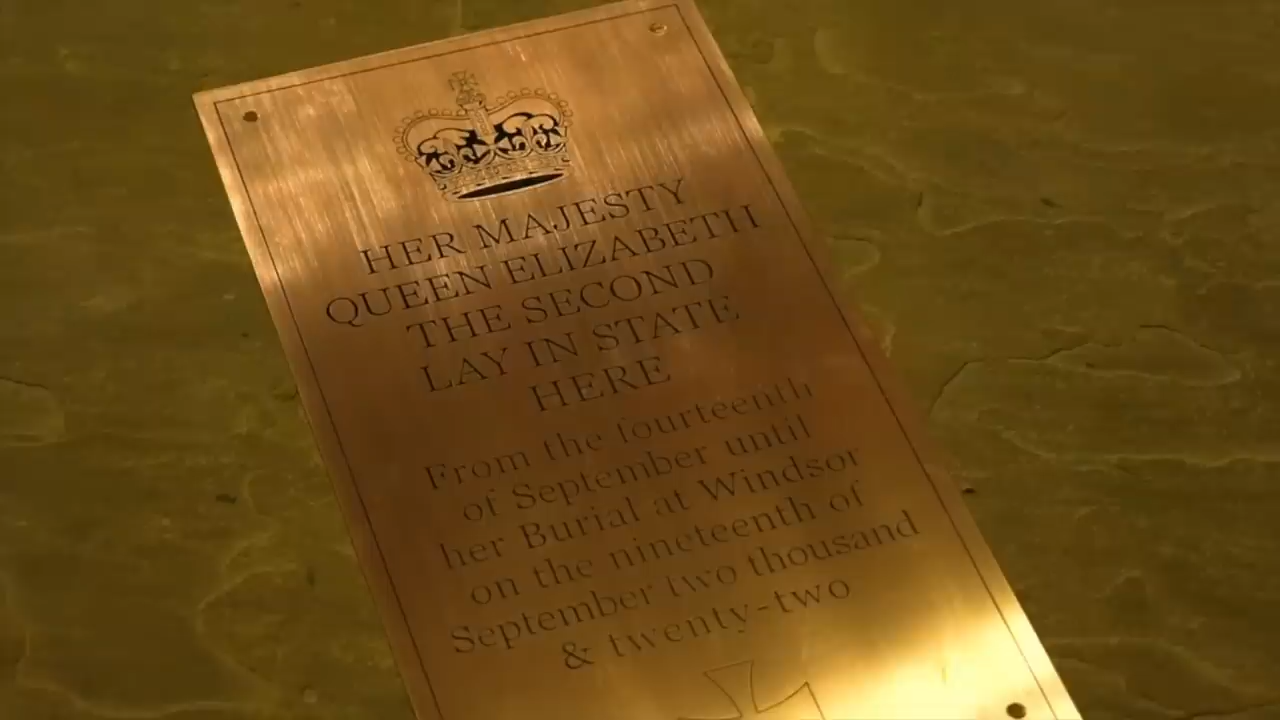 HER MAJESTY
QUEEN ELIZABETH
THE SECOND
LAY IN STATE
HERE
From the fourteenth
of September until
her Burial at Windsor
on the nineteenth of
September two thousand
& twenty-two